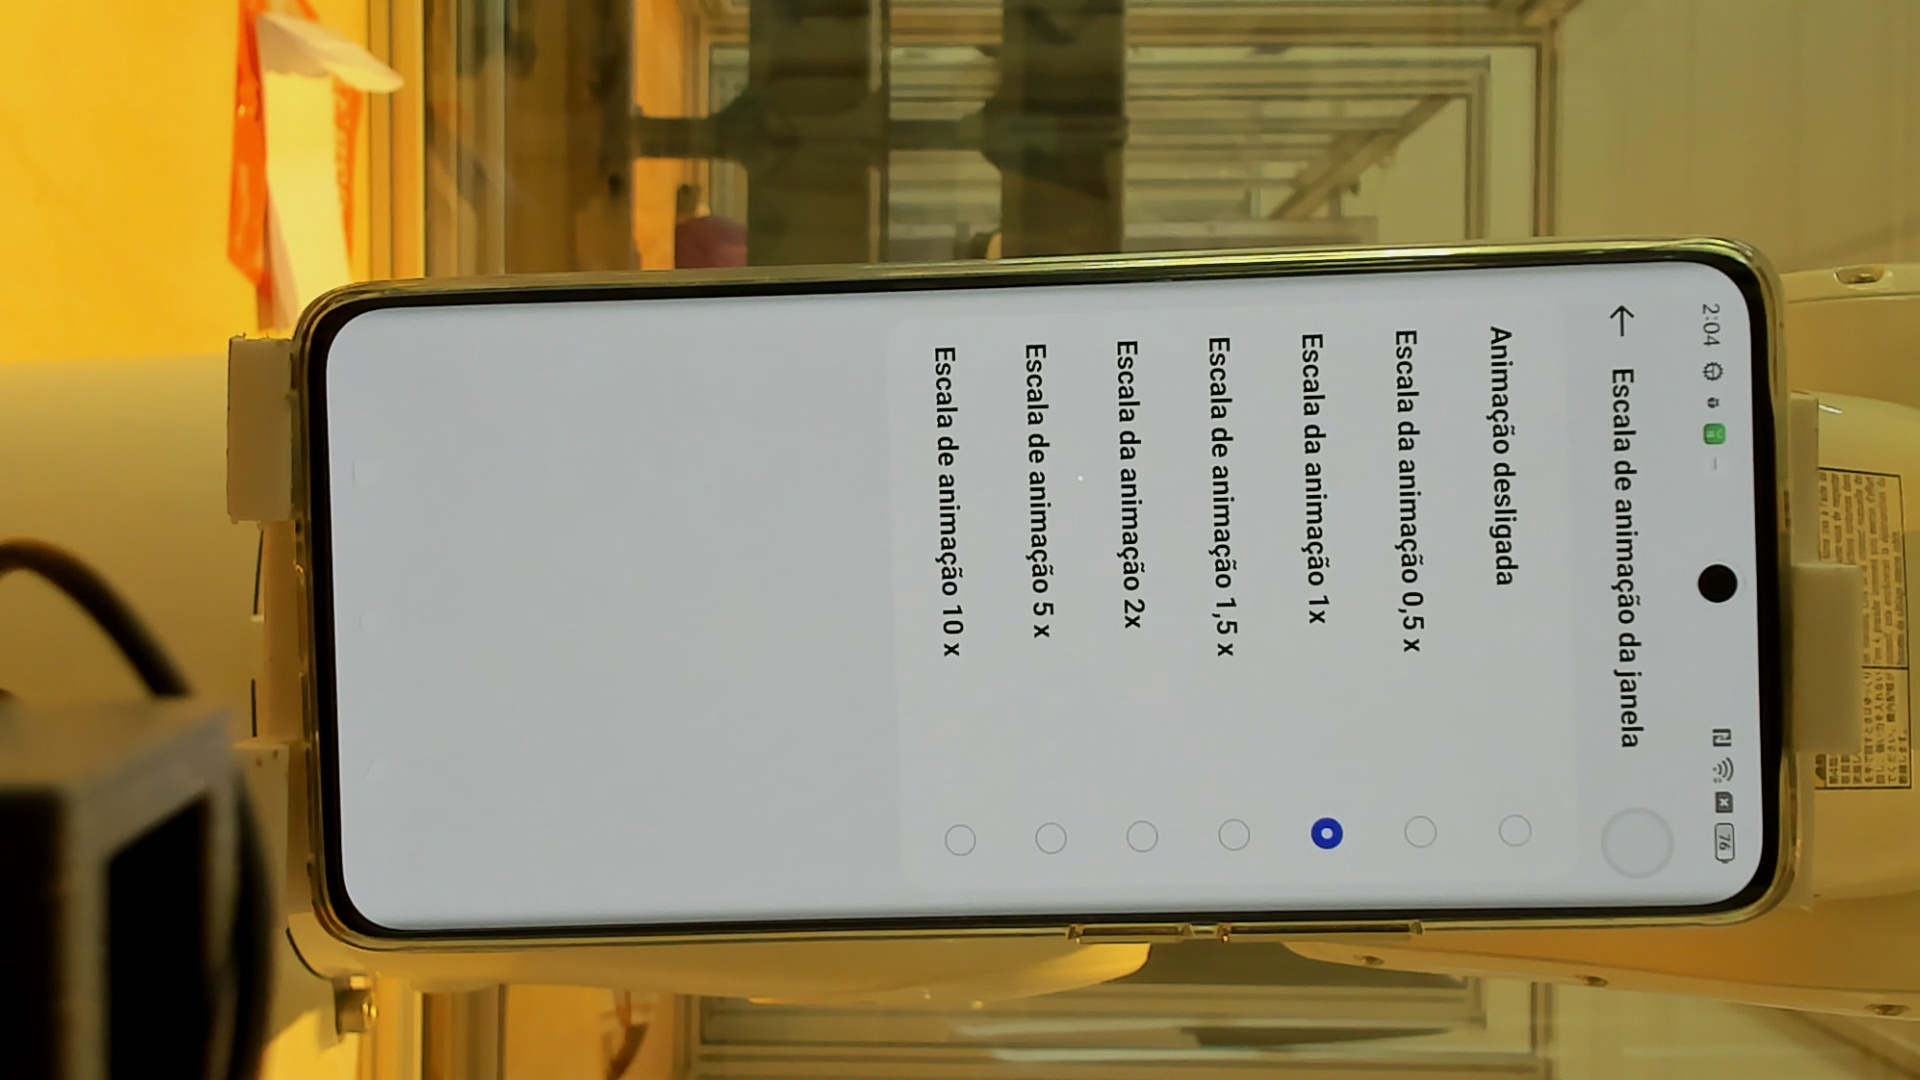 2:04
76
Escala de animação da janela
Animação desligada
Escala da animação 0,5 x
Escala da animação 1x
Escala de animação 1,5 x
Escala da animação 2x
Escala de animação 5 x
Escala de animação 10 x